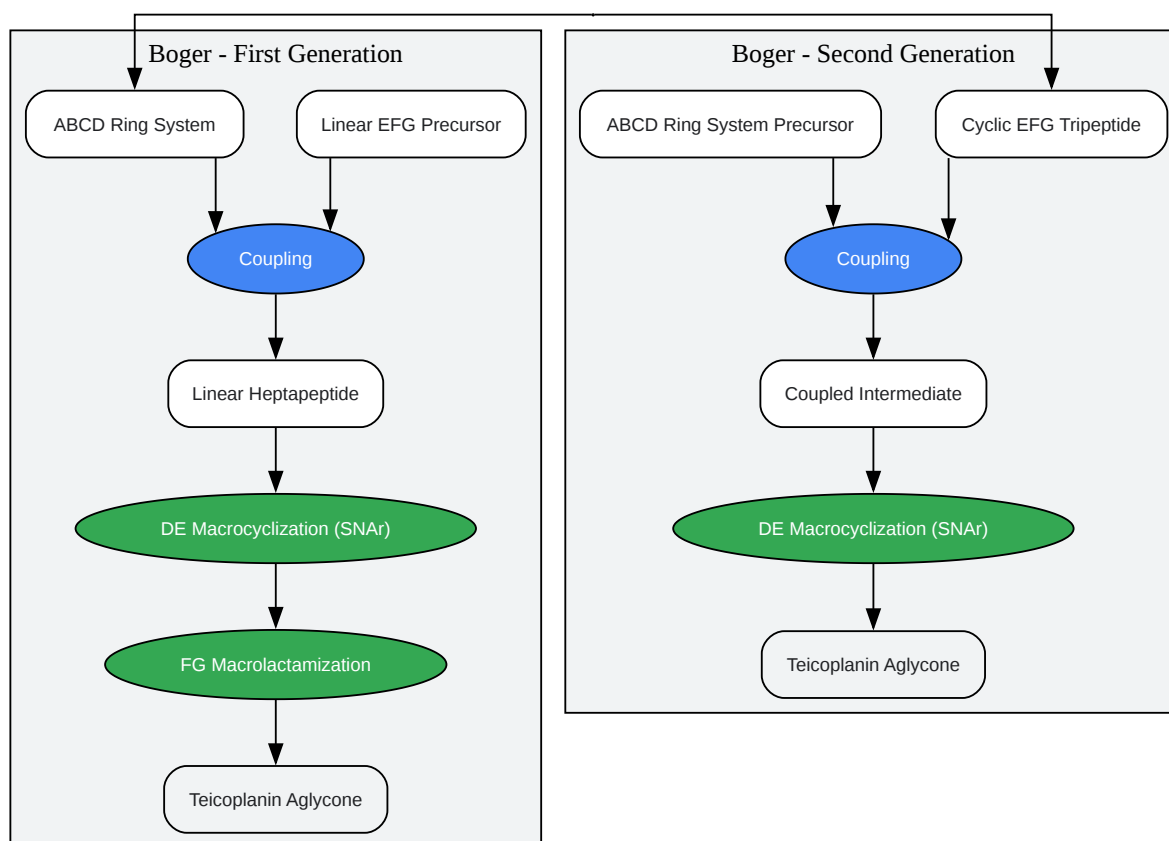 Boger - First Generation
ABCD Ring System
Linear EFG Precursor
Coupling
Linear Heptapeptide
DE Macrocyclization (SNAr)
FG Macrolactamization
Teicoplanin Aglycone
Boger - Second Generation
ABCD Ring System Precursor
Cyclic EFG Tripeptide
Coupling
Coupled Intermediate
DE Macrocyclization (SNAr)
Teicoplanin Aglycone